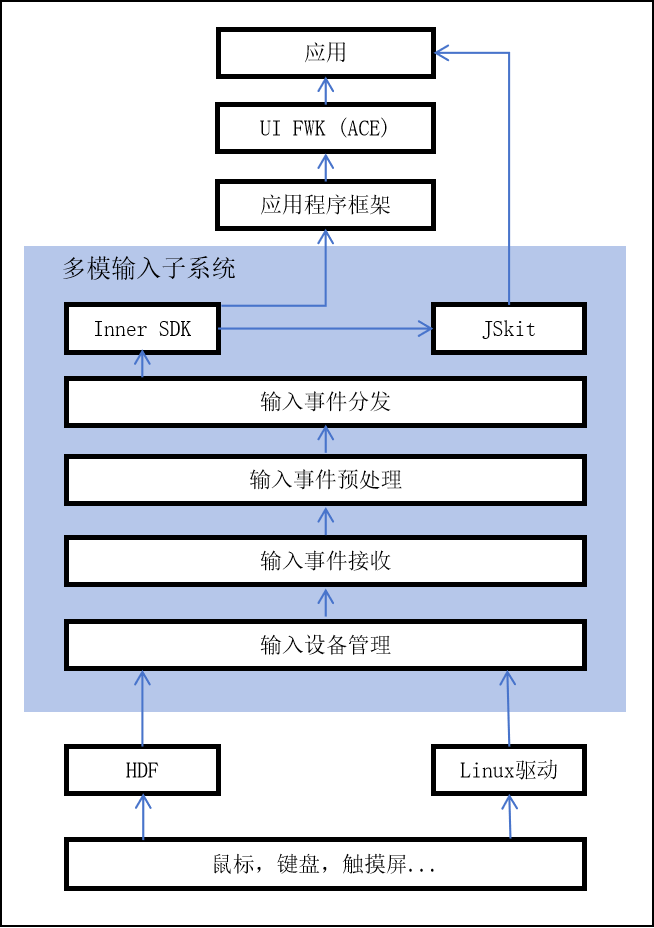 应用
UI FWK (ACE)
应用程序框架
多模输入子系统
Inner SDK
JSkit
输入事件分发
输入事件预处理
输入事件接收
输入设备管理
HDF
Linux驱动
鼠标，键盘，触摸屏...